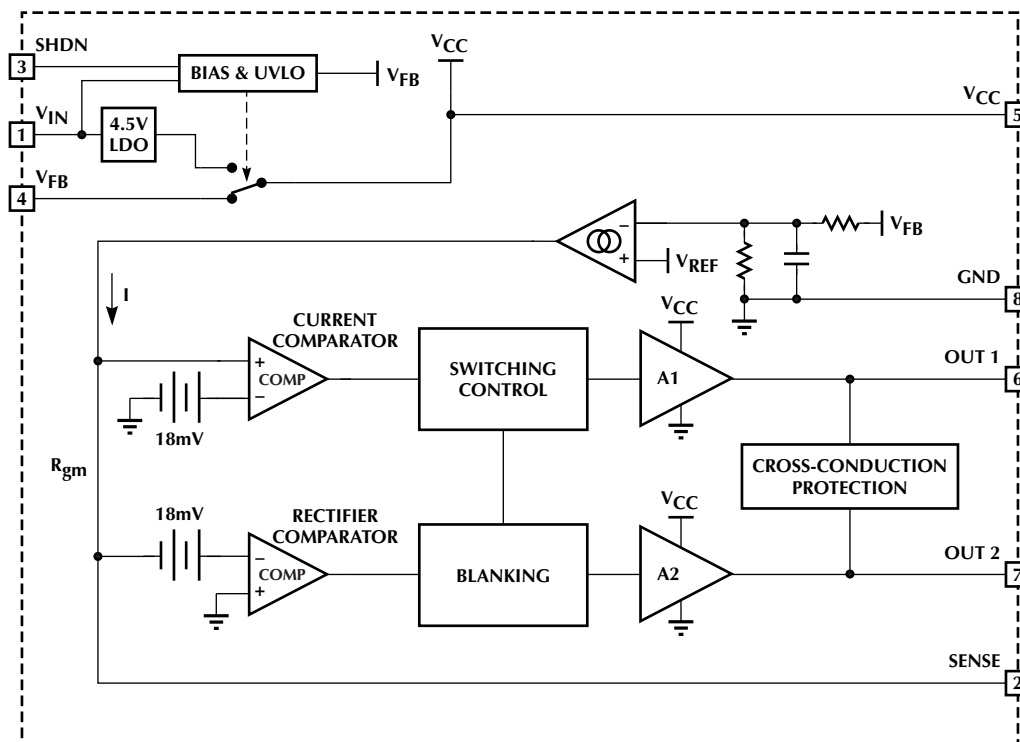 SHDN
3
BIAS & UVLO
VFB
VCC
VIN
1
4.5V
LDO
VCC
5
VFB
4
−
+
VREF
VFB
GND
8
I
CURRENT
COMPARATOR
+
COMP
−
18mV
SWITCHING
CONTROL
VCC
A1
OUT 1
6
Rgm
CROSS-CONDUCTION
PROTECTION
18mV
RECTIFIER
COMPARATOR
−
COMP
+
BLANKING
VCC
A2
OUT 2
7
SENSE
2